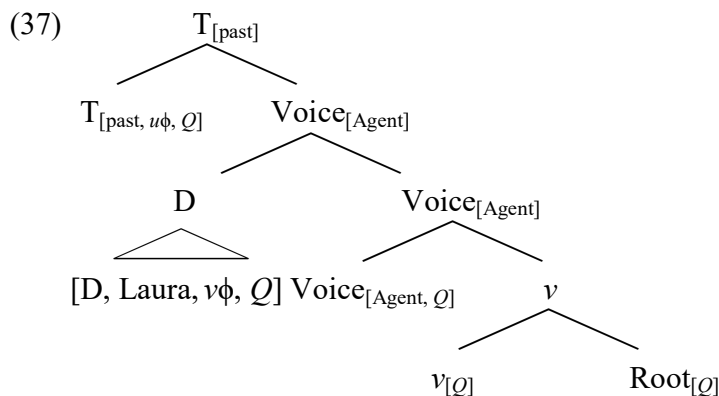 (37) T[past]
T[past, uϕ, Q] Voice[Agent]
D Voice[Agent]
[D, Laura, vϕ, Q] Voice[Agent, Q] v
v[Q] Root[Q]